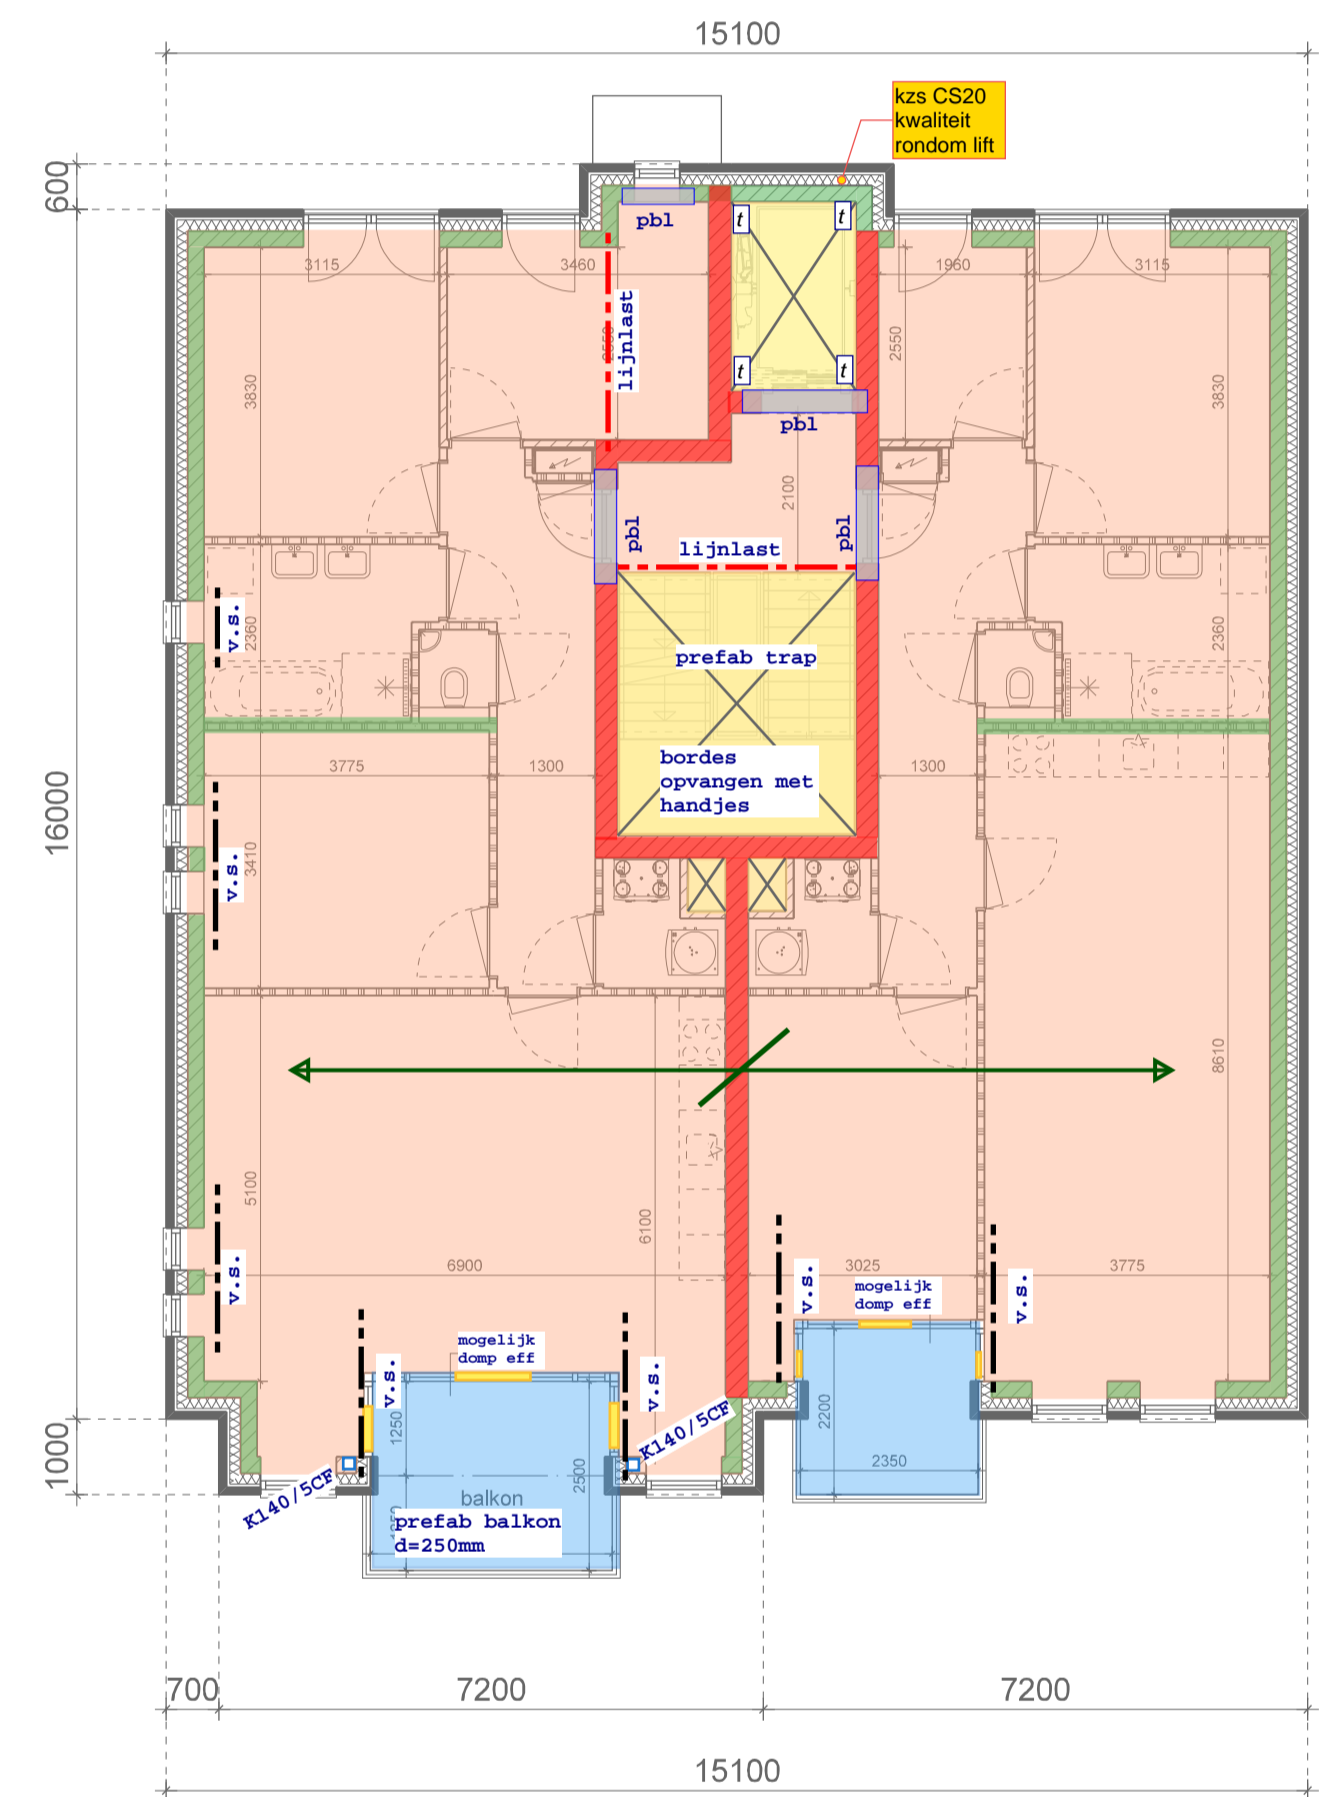 15100
kzs CS20
kwaliteit
rondom lift
600
pbl
t
t
3115
3460
1960
3115
lijnlast
2550
3830
3830
t
t
pbl
2100
pbl
pbl
lijnlast
v.s.
2360
2360
prefab trap
bordes
opvangen met
handjes
3775
1300
1300
16000
3410
v.s.
8610
5100
6100
6900
3025
3775
v.s.
v.s.
v.s.
mogelijk
domp eff
mogelijk
domp eff
v.s.
v.s.
1250
2500
2200
2350
K140/5CF
K140/5CF
1000
balkon
prefab balkon
d=250mm
700
7200
7200
15100